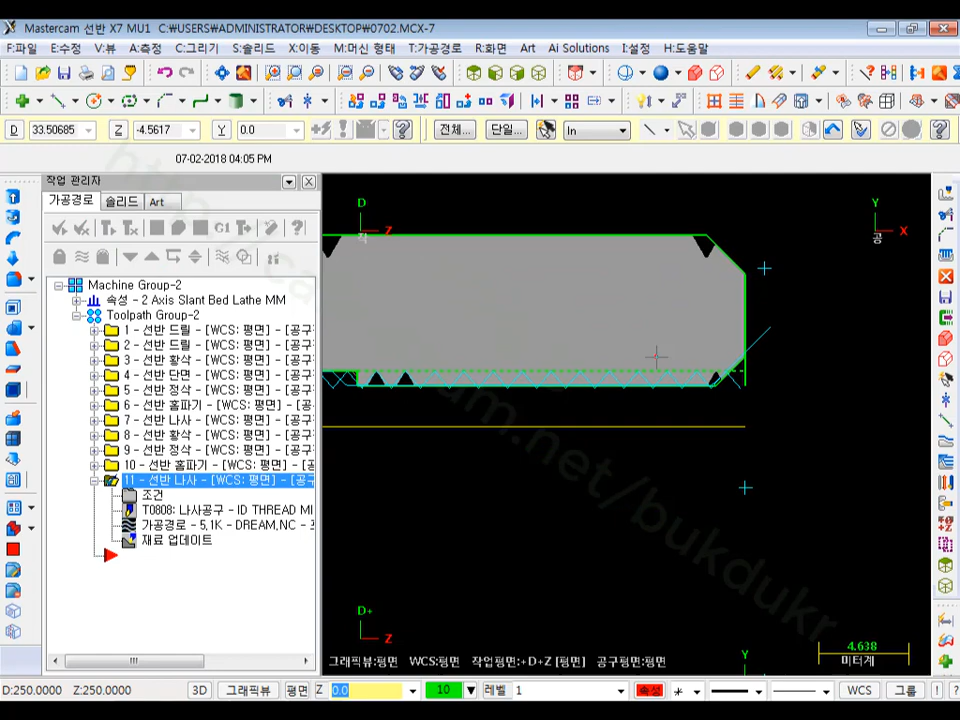 Mastercam 선반 X7 MU1 C:₩USERS₩ADMINISTRATOR₩DESKTOP₩0702.MCX-7
F:파일 E:수정 V:뷰 A:측정 C:그리기 S:솔리드 X:이동 M:머신 형태 T:가공경로 R:화면 Art Ai Solutions I:설정 H:도움말
D 33.50685 Z -4.5617 Y 0.0 전체... 단일... In
07-02-2018 04:05 PM
작업 관리자
가공경로 솔리드 Art
G1
Machine Group-2
속성 - 2 Axis Slant Bed Lathe MM
Toolpath Group-2
1 - 선반 드릴 - [WCS: 평면] - [공구
2 - 선반 드릴 - [WCS: 평면] - [공구
3 - 선반 황삭 - [WCS: 평면] - [공구
4 - 선반 단면 - [WCS: 평면] - [공구
5 - 선반 정삭 - [WCS: 평면] - [공구
6 - 선반 홈파기 - [WCS: 평면] - [공
7 - 선반 나사 - [WCS: 평면] - [공구
8 - 선반 황삭 - [WCS: 평면] - [공구
9 - 선반 정삭 - [WCS: 평면] - [공구
10 - 선반 홈파기 - [WCS: 평면] - [공
11 - 선반 나사 - [WCS: 평면] - [공구
조건
T0808: 나사공구 - ID THREAD MI
가공경로 - 5.1K - DREAM.NC - 프
재료 업데이트
D
Z
Y
X
공
D+
Z
Y
그래픽뷰:평면 WCS:평면 작업평면:+D+Z [평면] 공구평면:평면
4.638
미터계
D:250.0000 Z:250.0000 3D 그래픽뷰 평면 Z 0.0 10 레벨 1 속성 WCS 그룹 ! ?